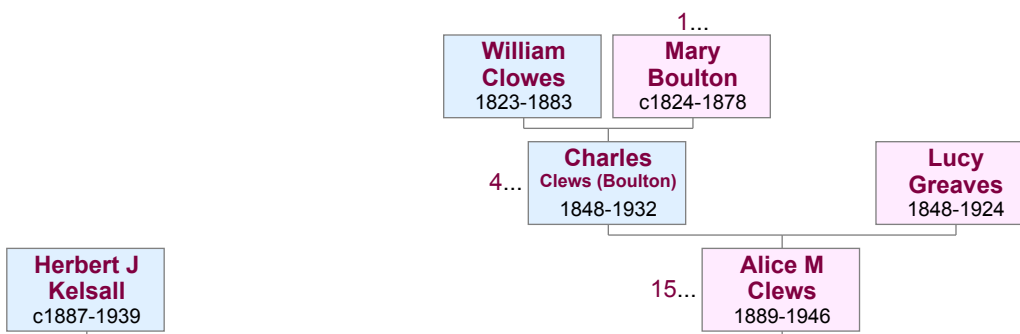 1...
William
Clowes
1823-1883
Mary
Boulton
c1824-1878
4...
Charles
Clews (Boulton)
1848-1932
Lucy
Greaves
1848-1924
Herbert J
Kelsall
c1887-1939
15...
Alice M
Clews
1889-1946